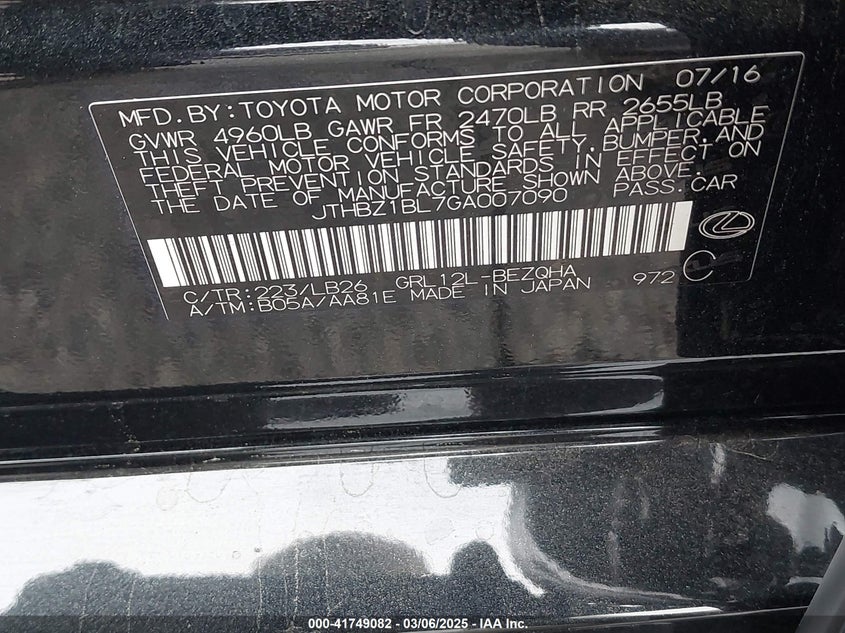 MFD.BY:TOYOTA MOTOR CORPORATION 07/16
GVWR 4960LB GAWR FR 2470LB RR 2655LB
THIS VEHICLE CONFORMS TO ALL APPLICABLE
FEDERAL MOTOR VEHICLE SAFETY,BUMPER,AND
THEFT PREVENTION STANDARDS IN EFFECT ON
THE DATE OF MANUFACTURE SHOWN ABOVE.
JTHBZ1BL7GA007090 PASS.CAR
C/TR:223/LB26 GRL12L-BEZQHA 972
A/TM:B05A/AA81E MADE IN JAPAN
C
000-41749082 - 03/06/2025 - IAA Inc.